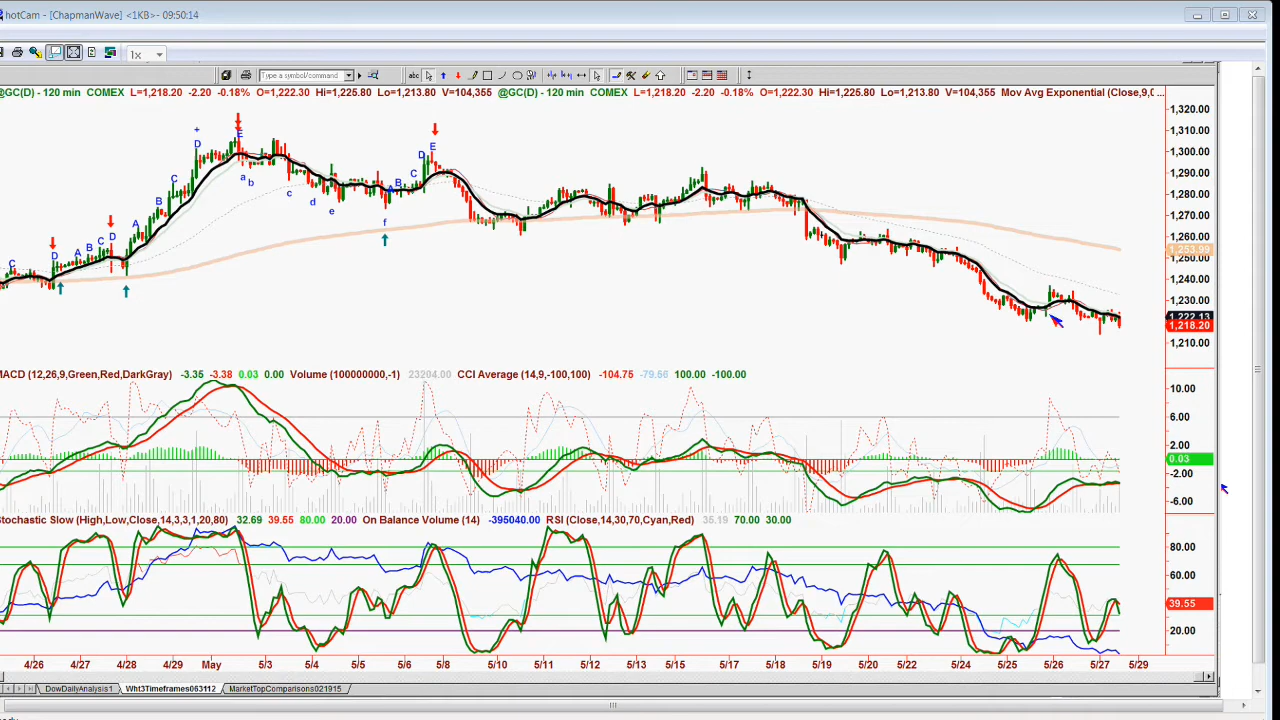 hotCam - [ChapmanWave] <1KB> - 09:50:14
1x
Type a symbol/command
abc
@GC(D) - 120 min COMEX L=1,218.20 -2.20 -0.18% O=1,222.30 Hi=1,225.80 Lo=1,213.80 V=104,355 @GC(D) - 120 min COMEX L=1,218.20 -2.20 -0.18% O=1,222.30 Hi=1,225.80 Lo=1,213.80 V=104,355 Mov Avg Exponential (Close,9,0, ...
1,320.00
1,310.00
1,300.00
1,290.00
1,280.00
1,270.00
1,260.00
1,253.99
1,250.00
1,240.00
1,230.00
1,222.13
1,218.20
1,210.00
C D A B C D A B C D + E a b c d e f A B C D E
MACD (12,26,9,Green,Red,DarkGray) -3.35 -3.38 0.03 0.00 Volume (100000000,-1) 23204.00 CCI Average (14,9,-100,100) -104.75 -79.56 100.00 -100.00
10.00
6.00
2.00
0.03
-2.00
-6.00
Stochastic Slow (High,Low,Close,14,3,3,1,20,80) 32.69 39.55 80.00 20.00 On Balance Volume (14) -395040.00 RSI (Close,14,30,70,Cyan,Red) 35.19 70.00 30.00
80.00
60.00
39.55
20.00
4/26 4/27 4/28 4/29 May 5/3 5/4 5/5 5/6 5/8 5/10 5/11 5/12 5/13 5/15 5/17 5/18 5/19 5/20 5/22 5/24 5/25 5/26 5/27 5/29
DowDailyAnalysis1 Wht3Timeframes063112 MarketTopComparisons021915